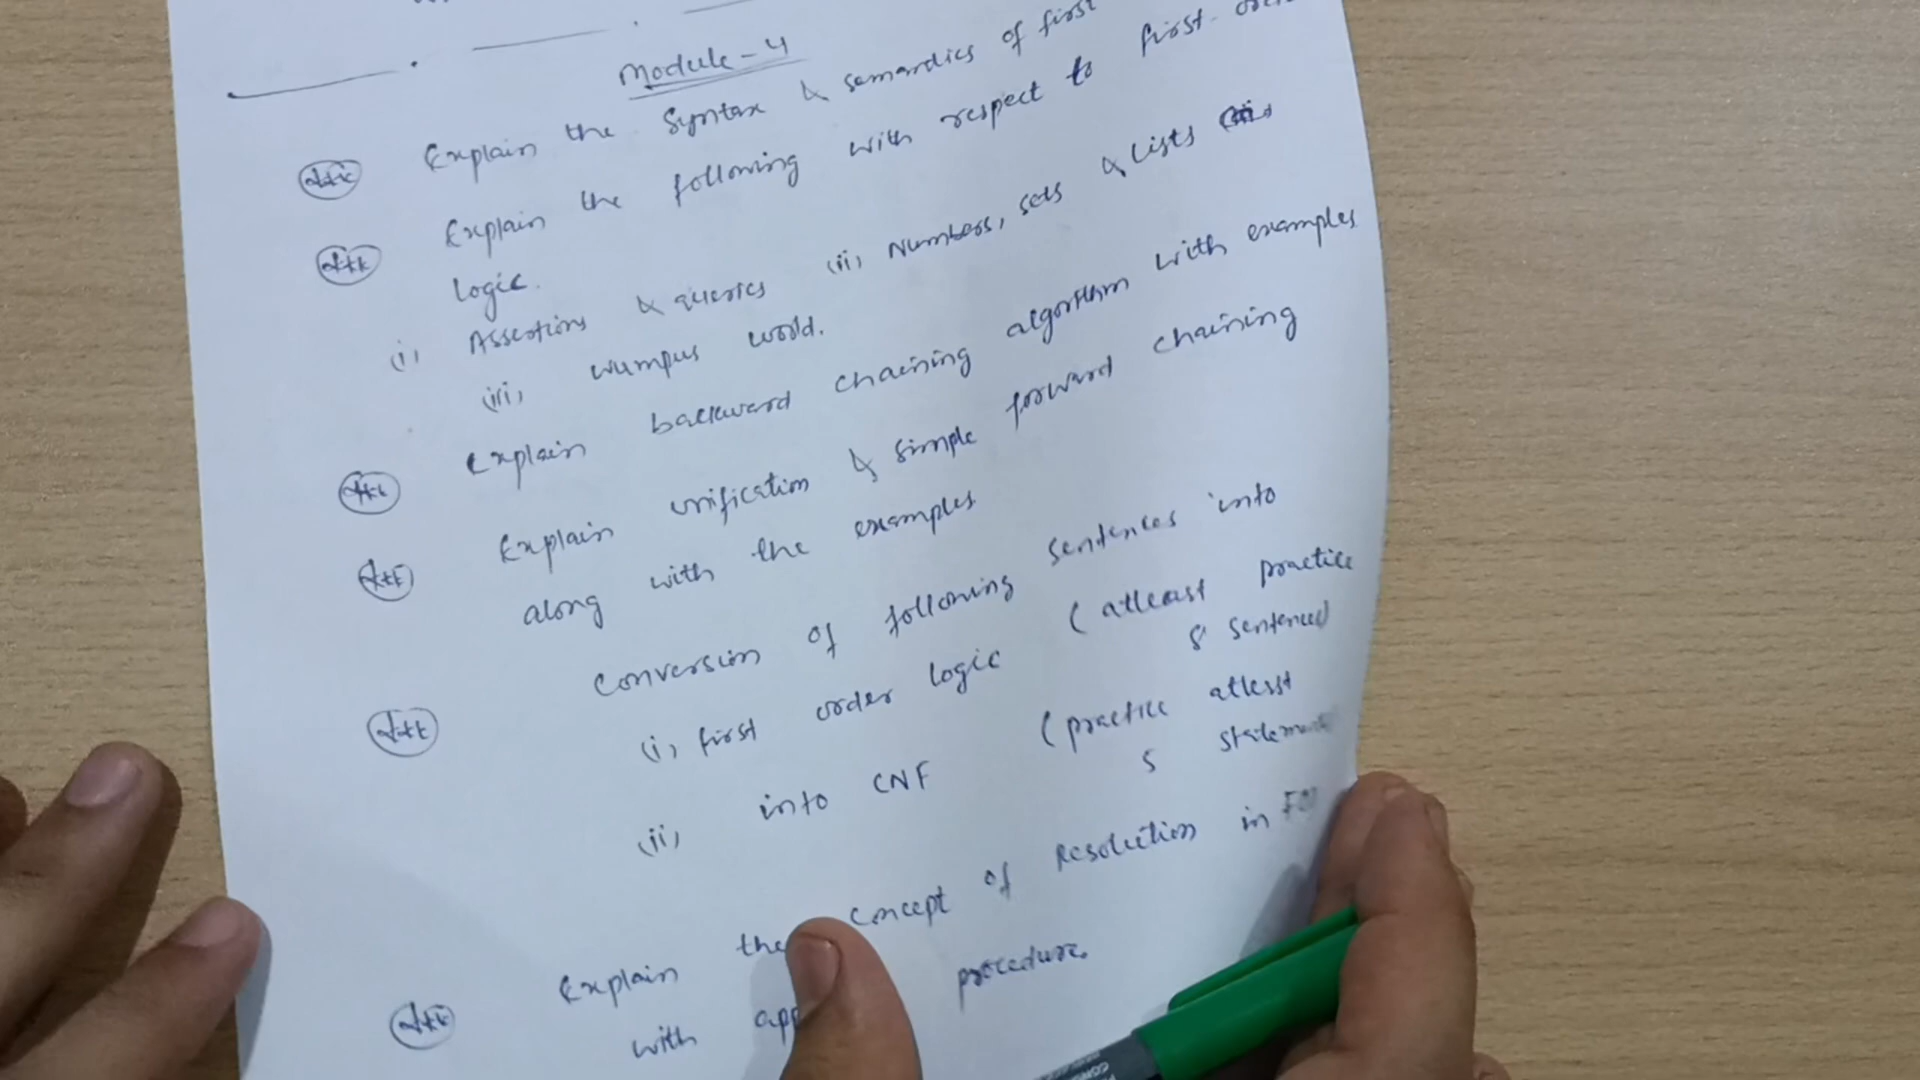 Module-4
Explain the Syntax & semandics of first
Explain the following with respect to first-
logic.
(i) Assertions & queries (ii) Numbers, sets & Lists
(iii) wumpus world.
Explain backward chaining algorithm with examples
Explain unification & simple forward chaining
along with the examples
Conversion of following sentences into
(i) first order logic (atleast practice
8 sentences)
(ii) into CNF (practice atleast
5 statements
Explain the concept of Resolution in
with procedure.